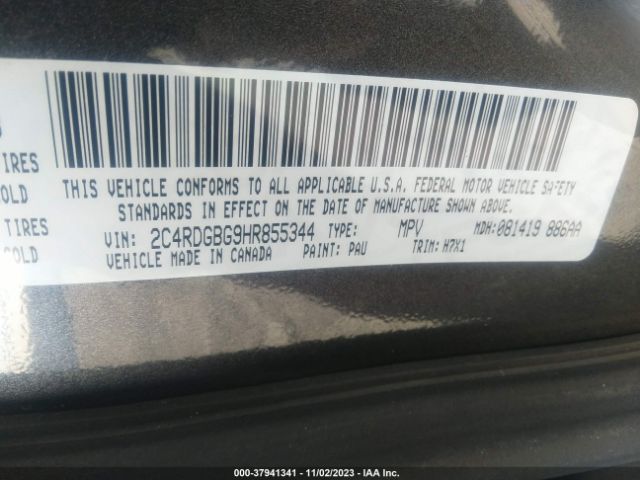 TIRES
COLD
TIRES
COLD
THIS VEHICLE CONFORMS TO ALL APPLICABLE U.S.A. FEDERAL MOTOR VEHICLE SAFETY
STANDARDS IN EFFECT ON THE DATE OF MANUFACTURE SHOWN ABOVE.
VIN: 2C4RDGBG9HR855344 TYPE: MPV MDH:081419 886AA
VEHICLE MADE IN CANADA PAINT: PAU TRIM: H7X1
000-37941341 | 11/02/2023 | IAA Inc.